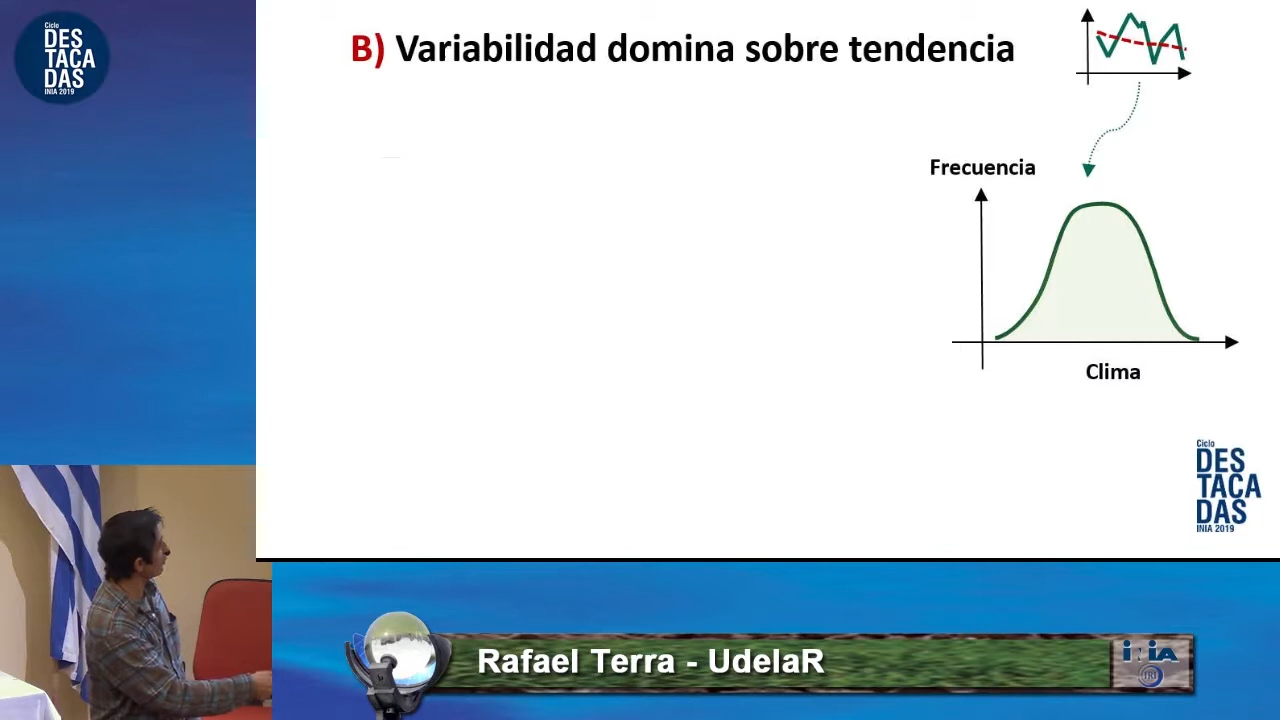 Ciclo
DES
TACA
DAS
INIA 2019
B) Variabilidad domina sobre tendencia
Frecuencia
Clima
Ciclo
DES
TACA
DAS
INIA 2019
Rafael Terra - UdelaR
INIA